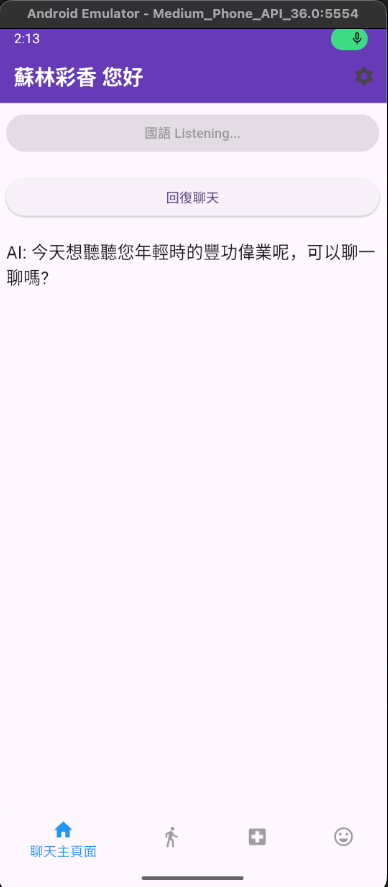 Android Emulator - Medium_Phone_API_36.0:5554
2:13
蘇林彩香 您好
國語 Listening...
回復聊天
AI: 今天想聽聽您年輕時的豐功偉業呢，可以聊一
聊嗎?
聊天主頁面